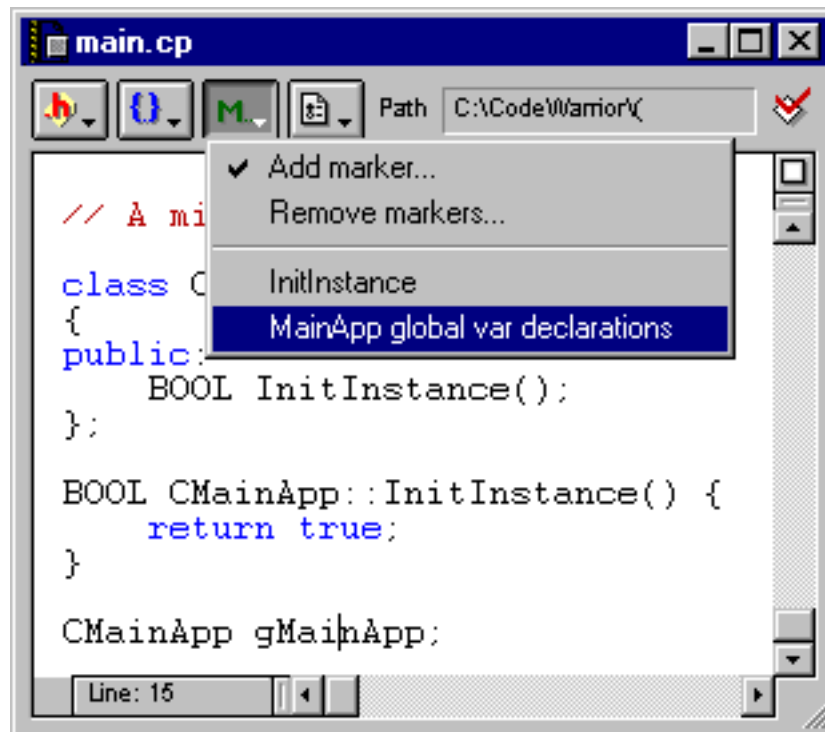 main.cp
.h {} M.. Path C:\CodeWarrior\(
Add marker...
Remove markers...
InitInstance
MainApp global var declarations
// A mi
class C
{
public:
    BOOL InitInstance();
};
BOOL CMainApp::InitInstance() {
    return true;
}
CMainApp gMainApp;
Line: 15